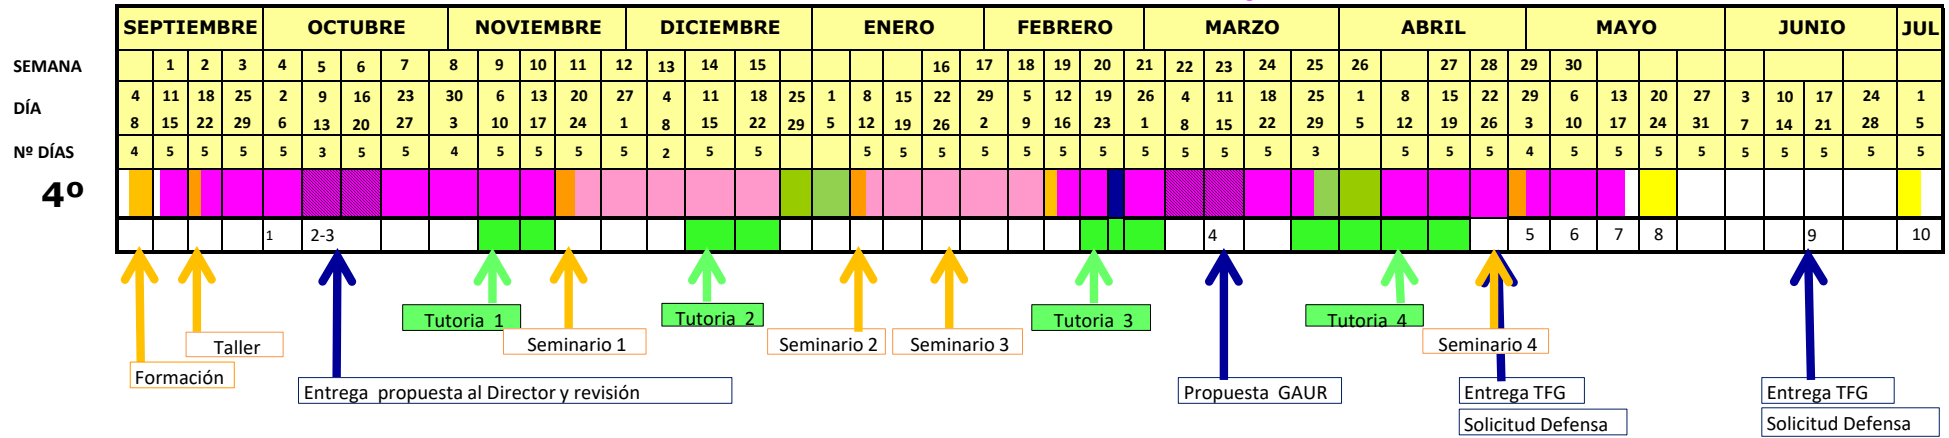 SEPTIEMBRE OCTUBRE NOVIEMBRE DICIEMBRE ENERO FEBRERO MARZO ABRIL MAYO JUNIO JUL
SEMANA 1 2 3 4 5 6 7 8 9 10 11 12 13 14 15 16 17 18 19 20 21 22 23 24 25 26 27 28 29 30
DÍA 4 11 18 25 2 9 16 23 30 6 13 20 27 4 11 18 25 1 8 15 22 29 5 12 19 26 4 11 18 25 1 8 15 22 29 6 13 20 27 3 10 17 24 1
8 15 22 29 6 13 20 27 3 10 17 24 1 8 15 22 29 5 12 19 26 2 9 16 23 1 8 15 22 29 5 12 19 26 3 10 17 24 31 7 14 21 28 5
Nº DÍAS 4 5 5 5 5 3 5 5 4 5 5 5 5 2 5 5 5 5 5 5 5 5 5 5 5 5 5 3 5 5 5 4 5 5 5 5 5 5 5 5 5
4º
1 2-3 4 5 6 7 8 9 10
Tutoria 1 Tutoria 2 Tutoria 3 Tutoria 4
Taller Seminario 1 Seminario 2 Seminario 3 Seminario 4
Formación
Entrega propuesta al Director y revisión Propuesta GAUR Entrega TFG Entrega TFG
Solicitud Defensa Solicitud Defensa